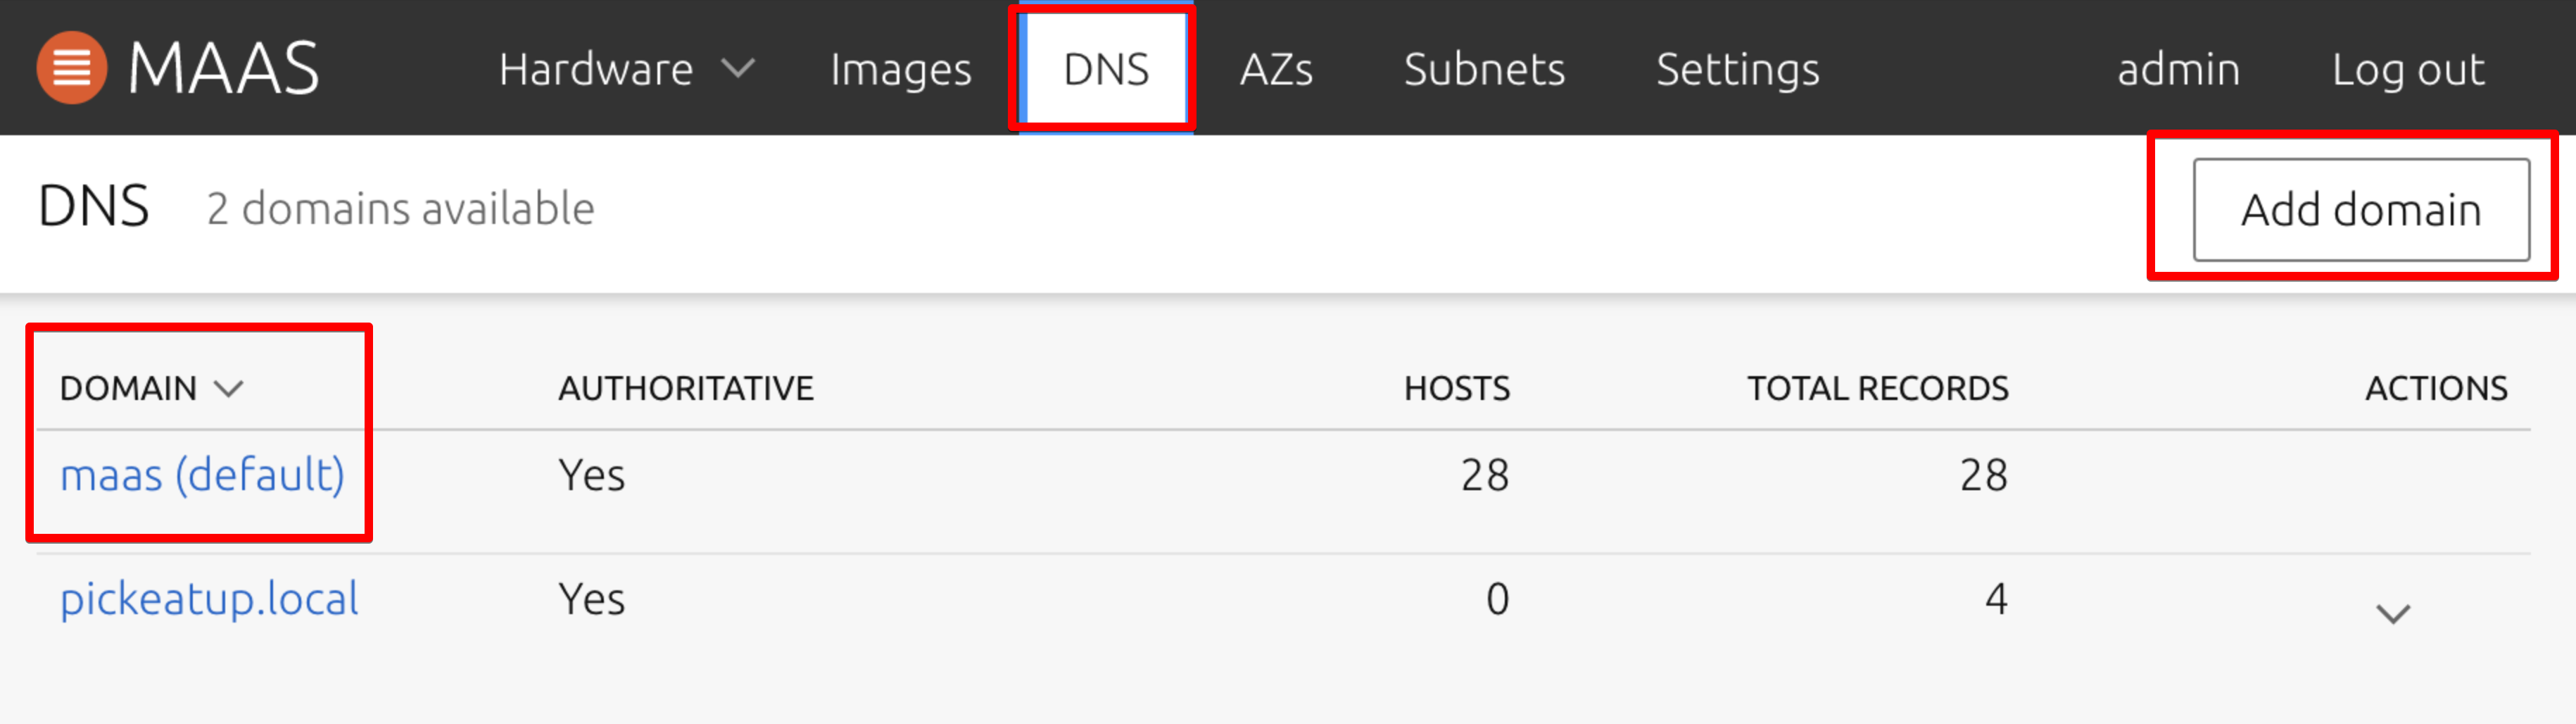 MAAS Hardware Images DNS AZs Subnets Settings admin Log out
DNS 2 domains available Add domain
DOMAIN AUTHORITATIVE HOSTS TOTAL RECORDS ACTIONS
maas (default) Yes 28 28
pickeatup.local Yes 0 4